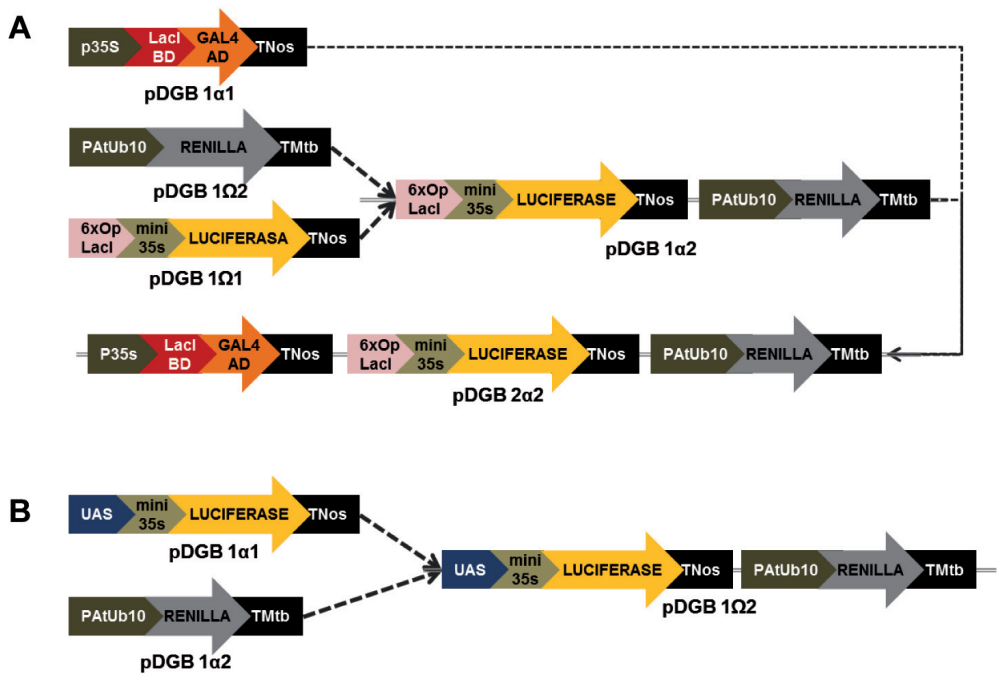 A
p35S LacI BD GAL4 AD TNos
pDGB 1α1
PAtUb10 RENILLA TMtb
pDGB 1Ω2
6xOp LacI mini 35s LUCIFERASA TNos
pDGB 1Ω1
6xOp LacI mini 35s LUCIFERASE TNos PAtUb10 RENILLA TMtb
pDGB 1α2
P35s LacI BD GAL4 AD TNos 6xOp LacI mini 35s LUCIFERASE TNos PAtUb10 RENILLA TMtb
pDGB 2α2
B
UAS mini 35s LUCIFERASE TNos
pDGB 1α1
PAtUb10 RENILLA TMtb
pDGB 1α2
UAS mini 35s LUCIFERASE TNos PAtUb10 RENILLA TMtb
pDGB 1Ω2